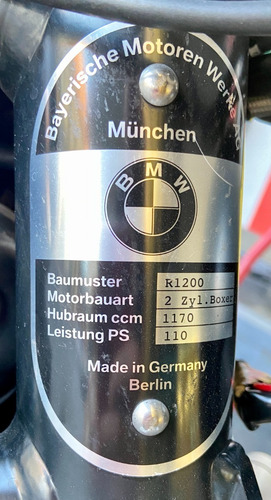 Bayerische Motoren Werke AG
München
BMW
Baumuster R1200
Motorbauart 2 Zyl.Boxer
Hubraum ccm 1170
Leistung PS 110
Made in Germany
Berlin